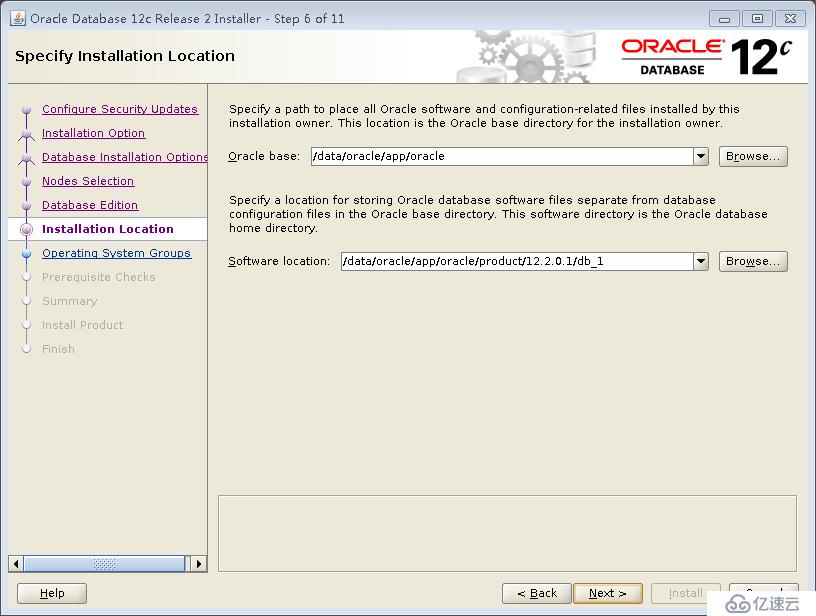 Oracle Database 12c Release 2 Installer - Step 6 of 11
Specify Installation Location
ORACLE
DATABASE
12c
Configure Security Updates
Installation Option
Database Installation Options
Nodes Selection
Database Edition
Installation Location
Operating System Groups
Prerequisite Checks
Summary
Install Product
Finish
Specify a path to place all Oracle software and configuration-related files installed by this
installation owner. This location is the Oracle base directory for the installation owner.
Oracle base: /data/oracle/app/oracle Browse...
Specify a location for storing Oracle database software files separate from database
configuration files in the Oracle base directory. This software directory is the Oracle database
home directory.
Software location: /data/oracle/app/oracle/product/12.2.0.1/db_1 Browse...
Help < Back Next > Install
亿速云